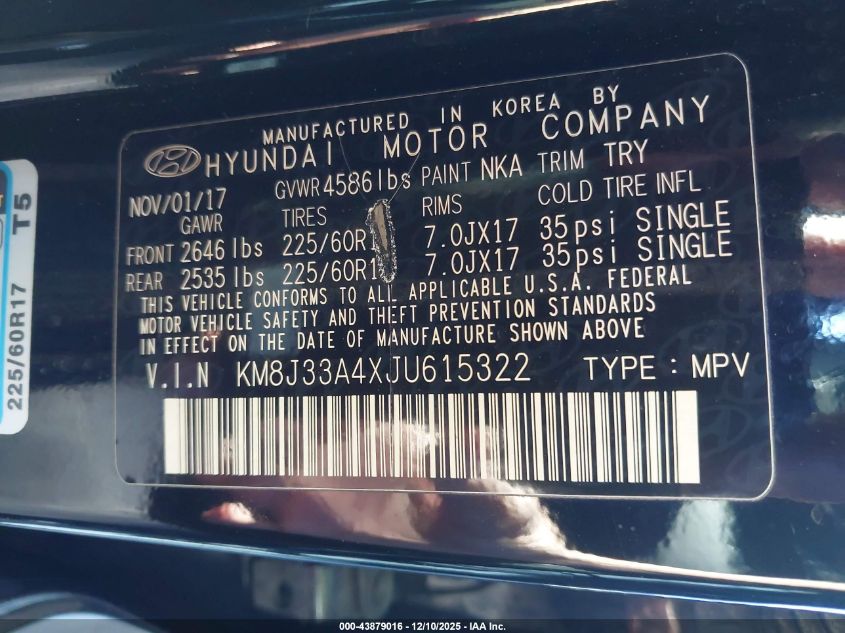 MANUFACTURED IN KOREA BY
HYUNDAI MOTOR COMPANY
NOV/01/17 GVWR 4586 lbs PAINT NKA TRIM TRY
GAWR TIRES RIMS COLD TIRE INFL
FRONT 2646 lbs 225/60R1 7.0JX17 35psi SINGLE
REAR 2535 lbs 225/60R1 7.0JX17 35psi SINGLE
THIS VEHICLE CONFORMS TO ALL APPLICABLE U.S.A. FEDERAL
MOTOR VEHICLE SAFETY AND THEFT PREVENTION STANDARDS
IN EFFECT ON THE DATE OF MANUFACTURE SHOWN ABOVE
V.I.N KM8J33A4XJU615322 TYPE : MPV
225/60R17 T5
000-43879016 - 12/10/2025 - IAA Inc.